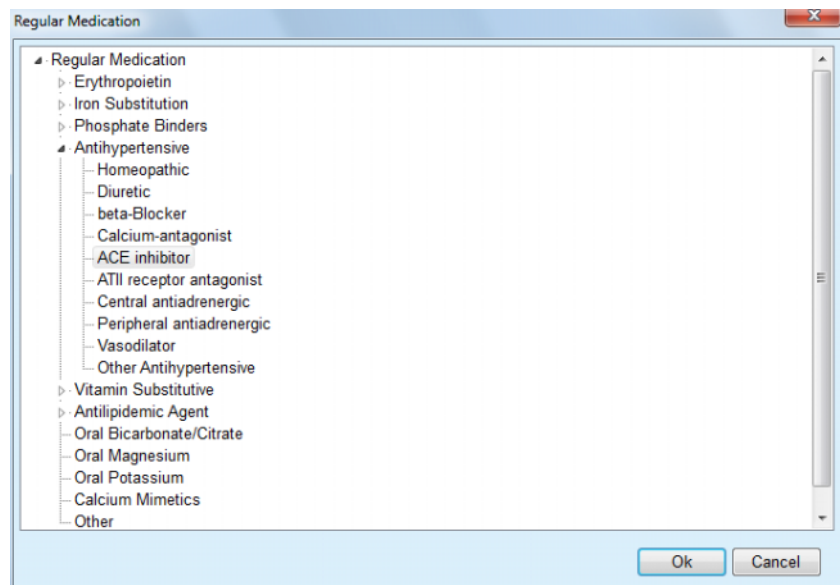 Regular Medication
Regular Medication
Erythropoietin
Iron Substitution
Phosphate Binders
Antihypertensive
Homeopathic
Diuretic
beta-Blocker
Calcium-antagonist
ACE inhibitor
ATII receptor antagonist
Central antiadrenergic
Peripheral antiadrenergic
Vasodilator
Other Antihypertensive
Vitamin Substitutive
Antilipidemic Agent
Oral Bicarbonate/Citrate
Oral Magnesium
Oral Potassium
Calcium Mimetics
Other
Ok Cancel